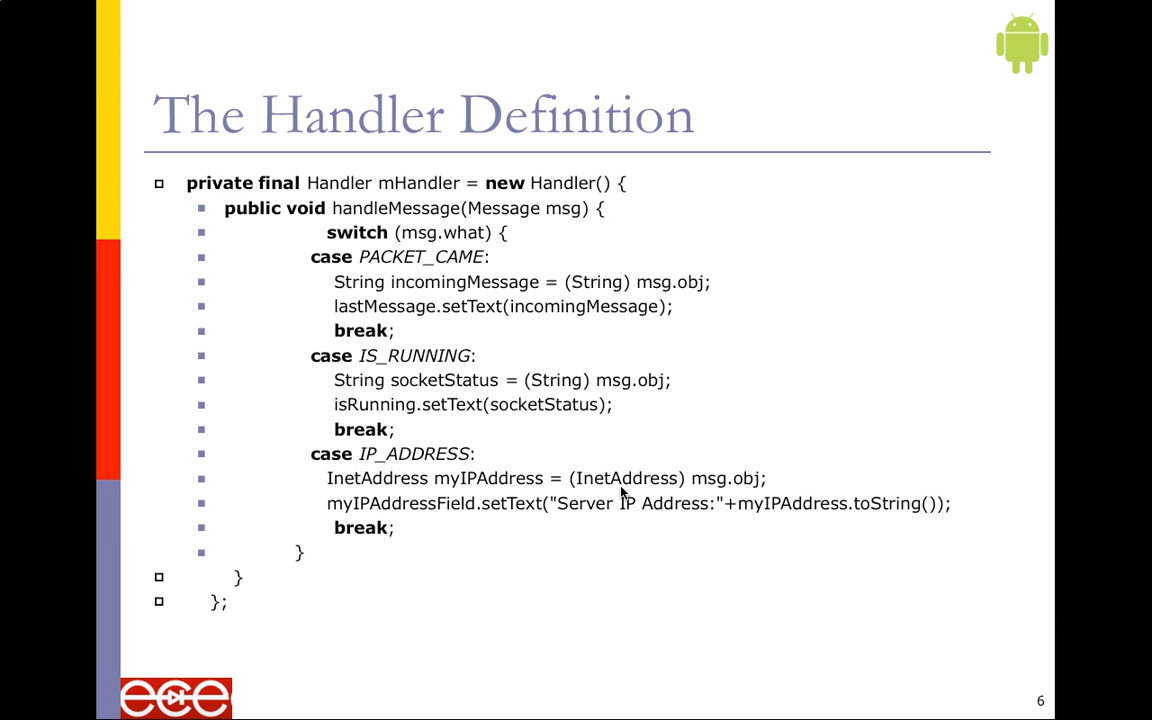 The Handler Definition
private final Handler mHandler = new Handler() {
public void handleMessage(Message msg) {
switch (msg.what) {
case PACKET_CAME:
String incomingMessage = (String) msg.obj;
lastMessage.setText(incomingMessage);
break;
case IS_RUNNING:
String socketStatus = (String) msg.obj;
isRunning.setText(socketStatus);
break;
case IP_ADDRESS:
InetAddress myIPAddress = (InetAddress) msg.obj;
myIPAddressField.setText("Server IP Address:"+myIPAddress.toString());
break;
}
}
};
ece
6